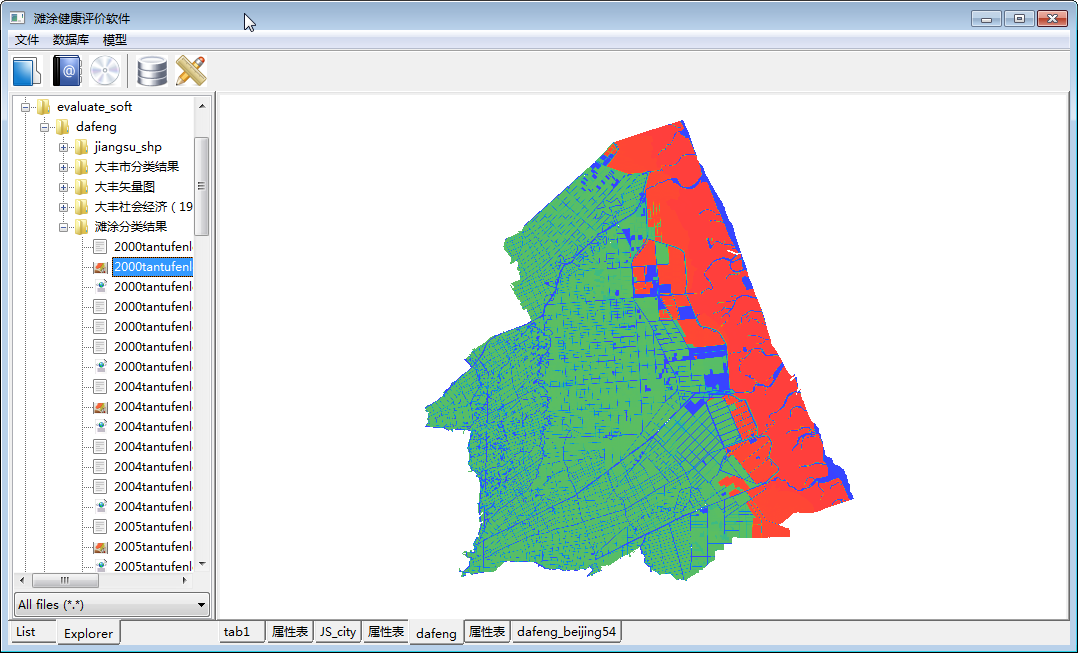 滩涂健康评价软件
文件 数据库 模型
evaluate_soft
dafeng
jiangsu_shp
大丰市分类结果
大丰矢量图
大丰社会经济 ( 19
滩涂分类结果
2000tantufenl
2000tantufenl
2000tantufenl
2000tantufenl
2000tantufenl
2000tantufenl
2000tantufenl
2004tantufenl
2004tantufenl
2004tantufenl
2004tantufenl
2004tantufenl
2004tantufenl
2004tantufenl
2005tantufenl
2005tantufenl
2005tantufenl
All files (*.*)
List Explorer tab1 属性表 JS_city 属性表 dafeng 属性表 dafeng_beijing54